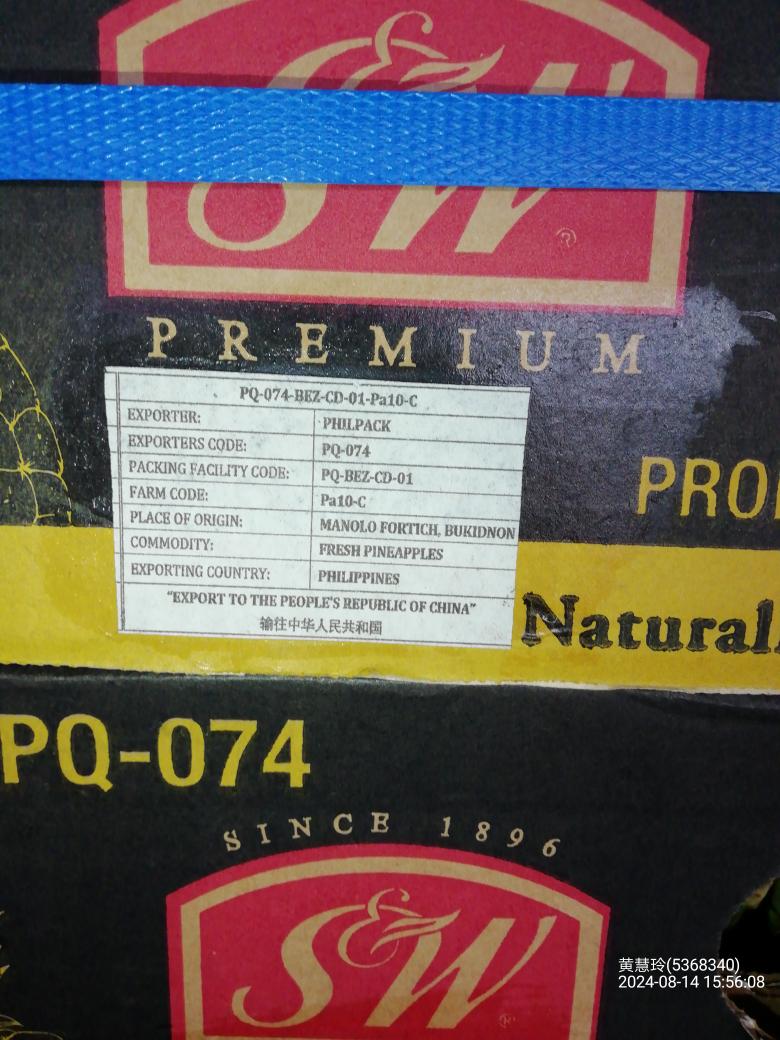 S&W®
PREMIUM
PQ-074-BEZ-CD-01-Pa10-C
EXPORTER: PHILPACK
EXPORTERS CODE: PQ-074
PACKING FACILITY CODE: PQ-BEZ-CD-01
FARM CODE: Pa10-C
PLACE OF ORIGIN: MANOLO FORTICH, BUKIDNON
COMMODITY: FRESH PINEAPPLES
EXPORTING COUNTRY: PHILIPPINES
"EXPORT TO THE PEOPLE'S REPUBLIC OF CHINA"
输往中华人民共和国
PQ-074
SINCE 1896
S&W®
黄慧玲(5368340)
2024-08-14 15:56:08